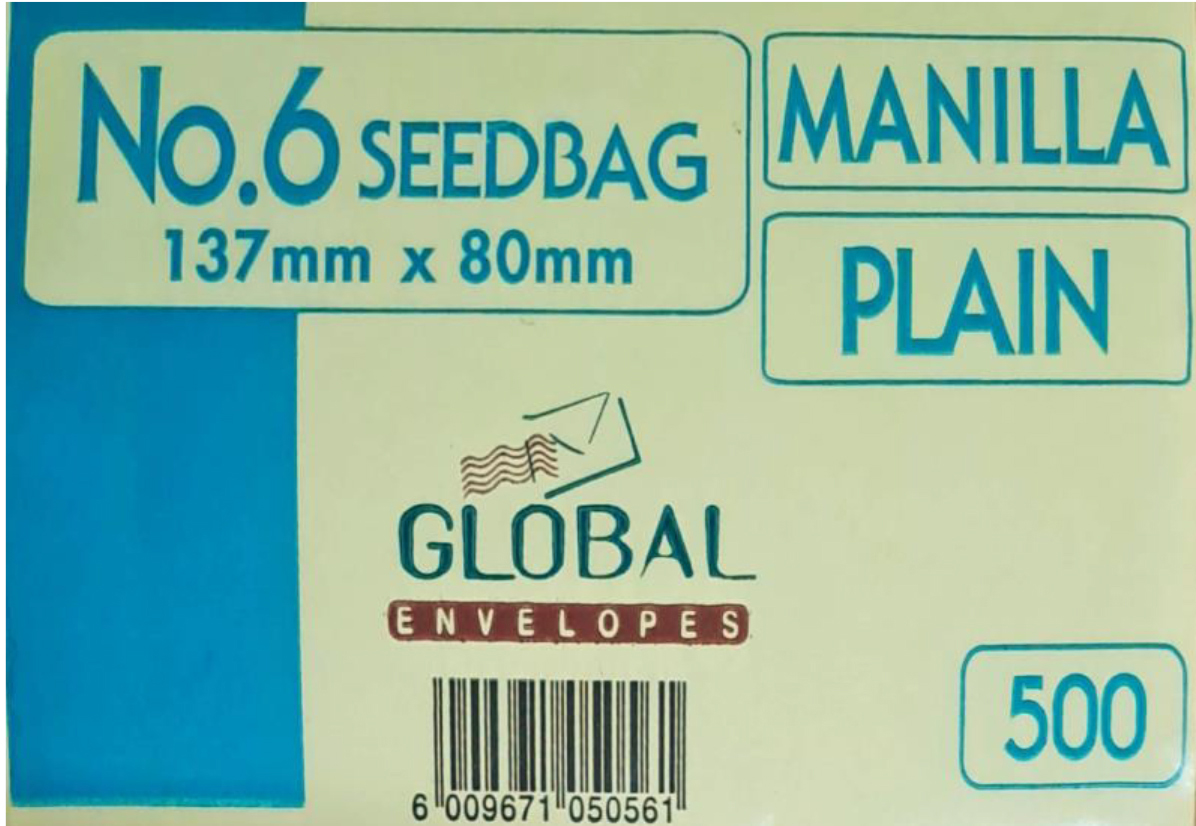 No.6 SEEDBAG
137mm x 80mm
MANILLA
PLAIN
GLOBAL
ENVELOPES
500
6 009671 050561